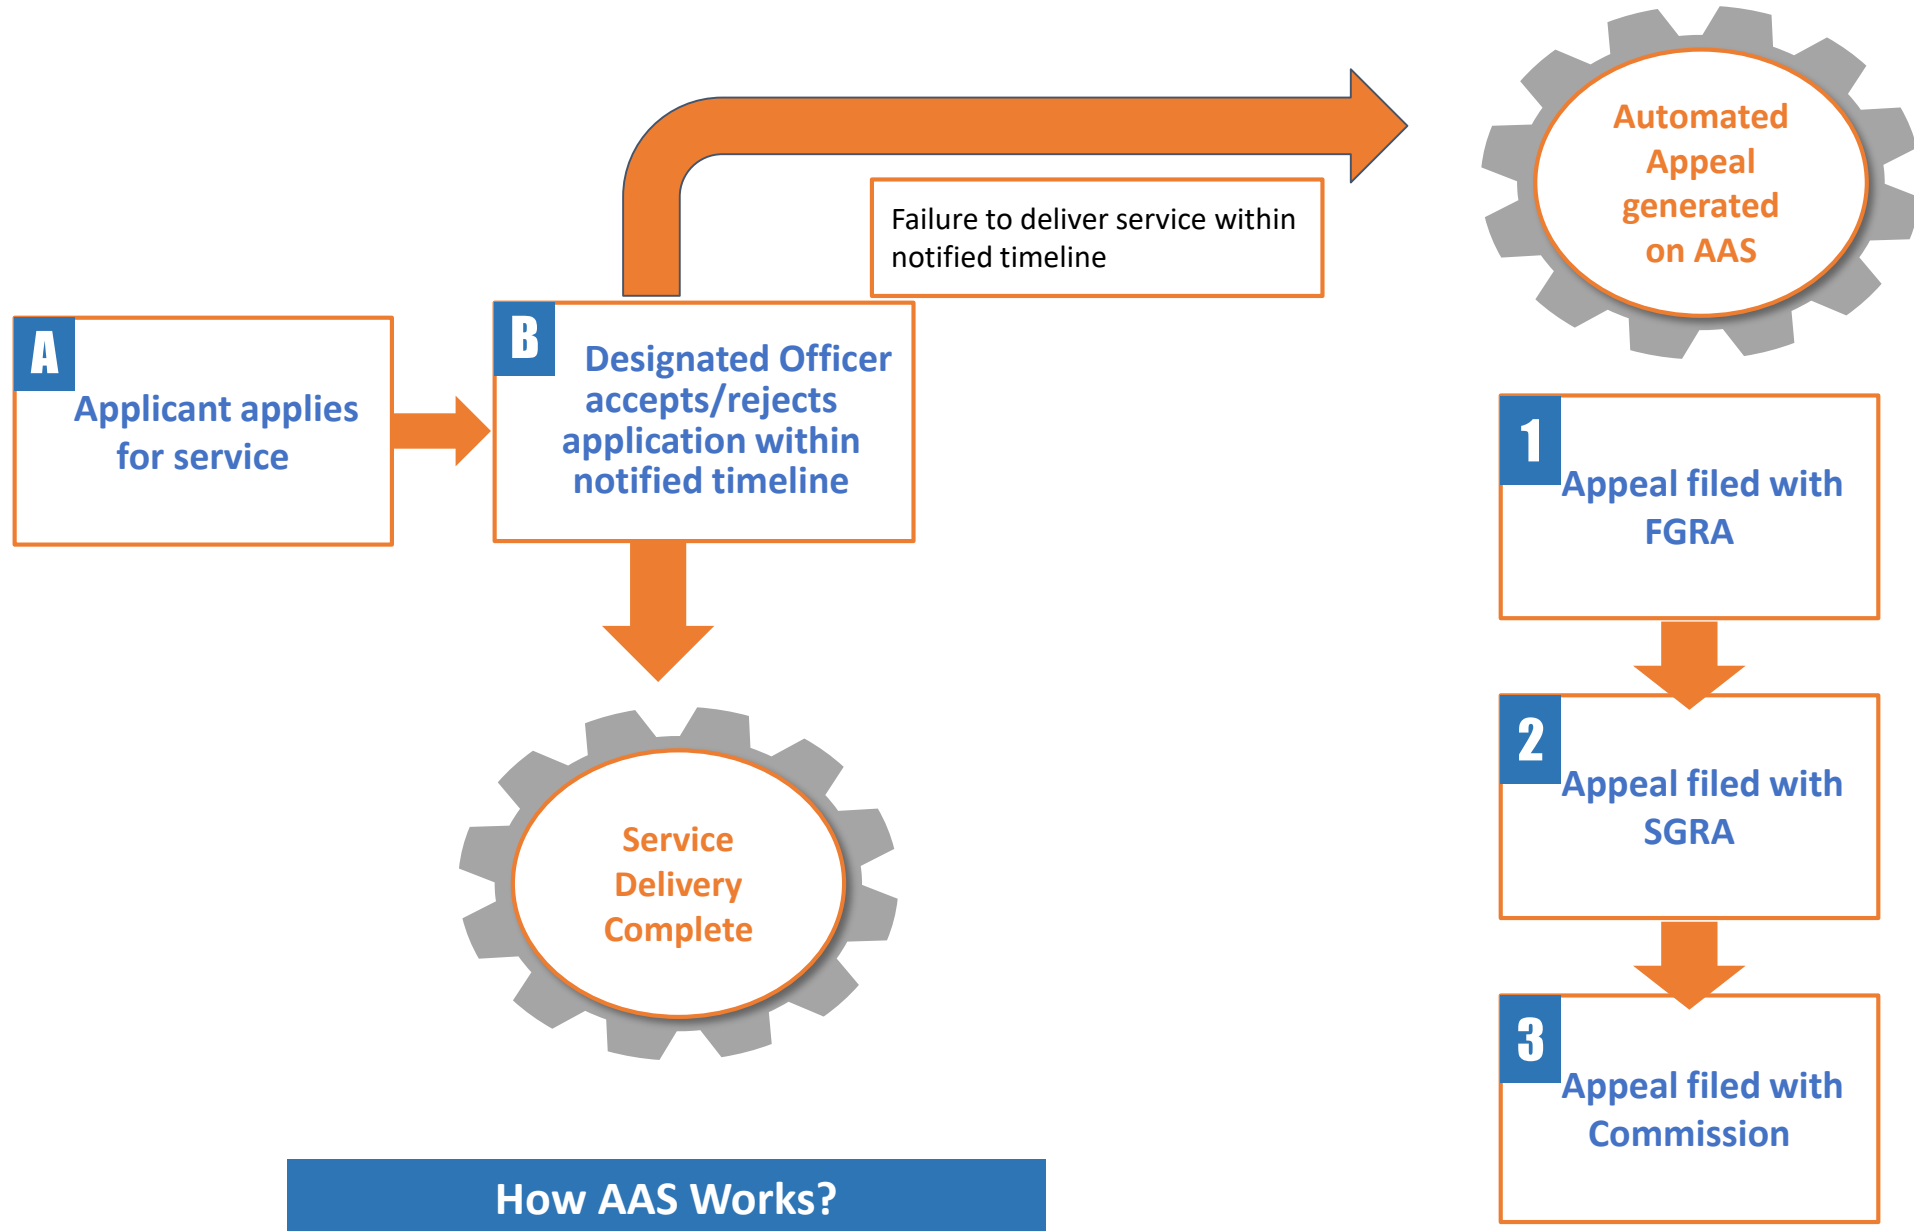 Automated
Appeal
generated
on AAS
Failure to deliver service within
notified timeline
A
Applicant applies
for service
B
Designated Officer
accepts/rejects
application within
notified timeline
1
Appeal filed with
FGRA
2
Appeal filed with
SGRA
Service
Delivery
Complete
3
Appeal filed with
Commission
How AAS Works?